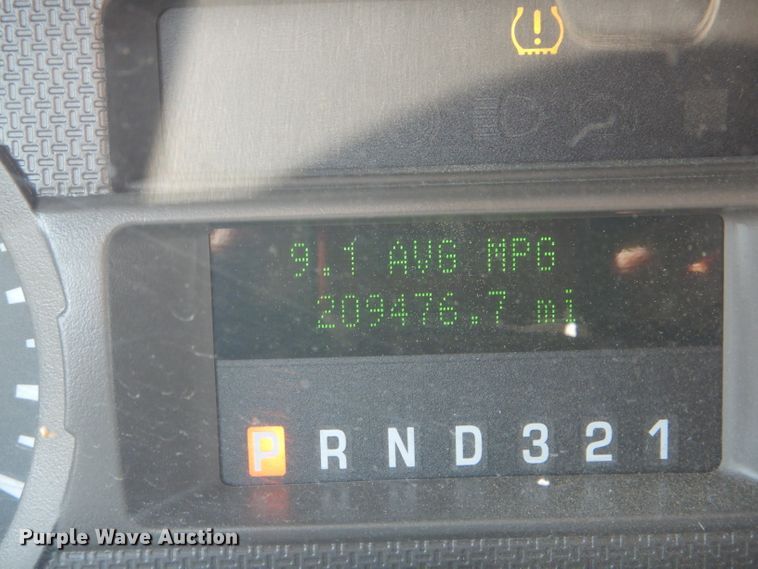 9.1 AVG MPG
209476.7 mi
P R N D 3 2 1
Purple Wave Auction